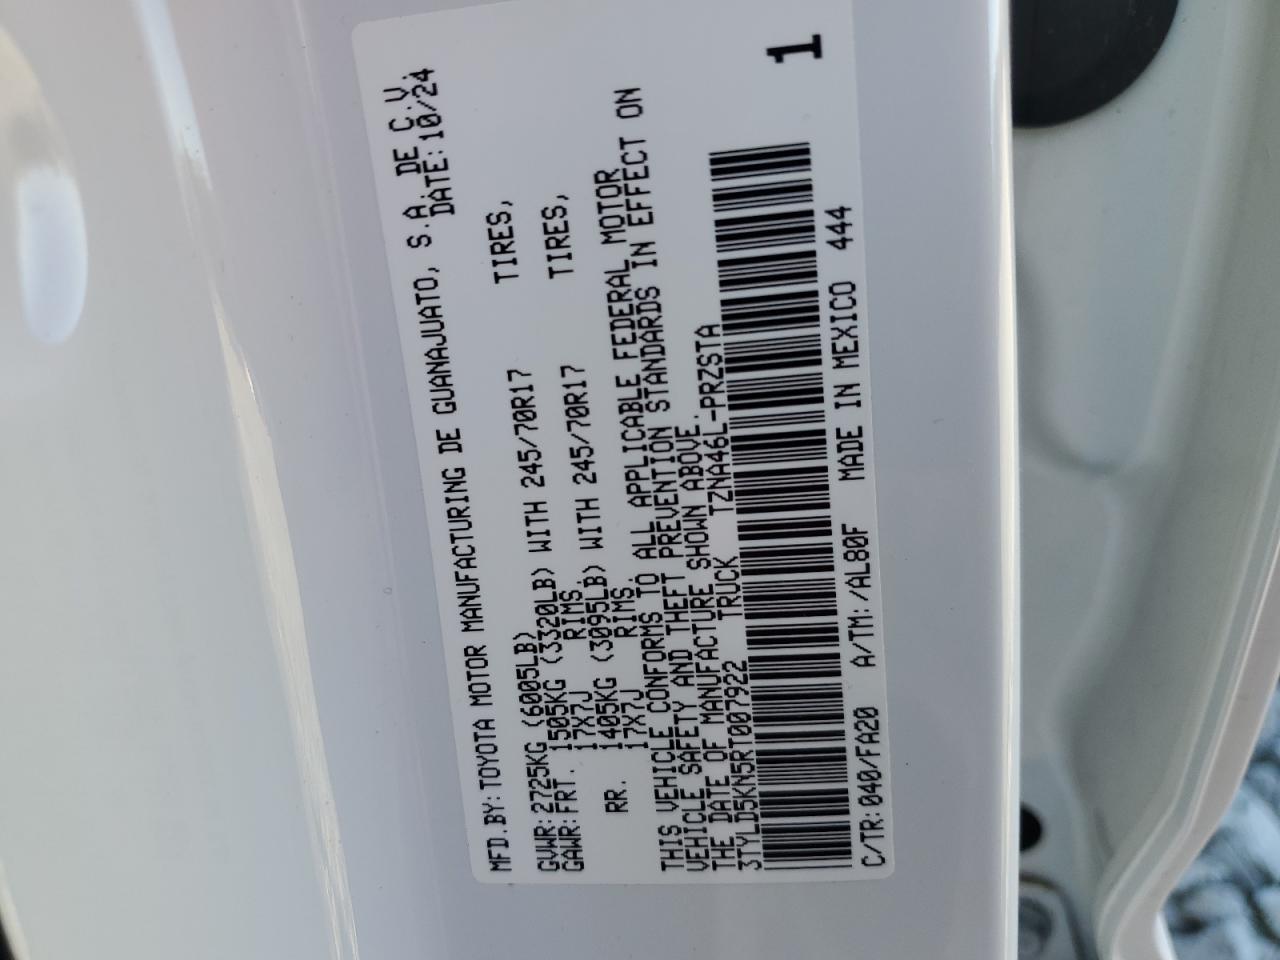 MFD.BY: TOYOTA MOTOR MANUFACTURING DE GUANAJUATO, S.A. DE C.V.
DATE: 10/24
GVWR: 2725KG (6005LB)
GAWR: FRT. 1505KG (3320LB) WITH 245/70R17 TIRES,
17X7J RIMS.
RR. 1405KG (3095LB) WITH 245/70R17 TIRES,
17X7J RIMS.
THIS VEHICLE CONFORMS TO ALL APPLICABLE FEDERAL MOTOR
VEHICLE SAFETY AND THEFT PREVENTION STANDARDS IN EFFECT ON
THE DATE OF MANUFACTURE SHOWN ABOVE.
3TYLD5KN5RT007922 TRUCK TZNA46L-PRZSTA
1
C/TR: 040/FA20 A/TM: /AL80F MADE IN MEXICO 444